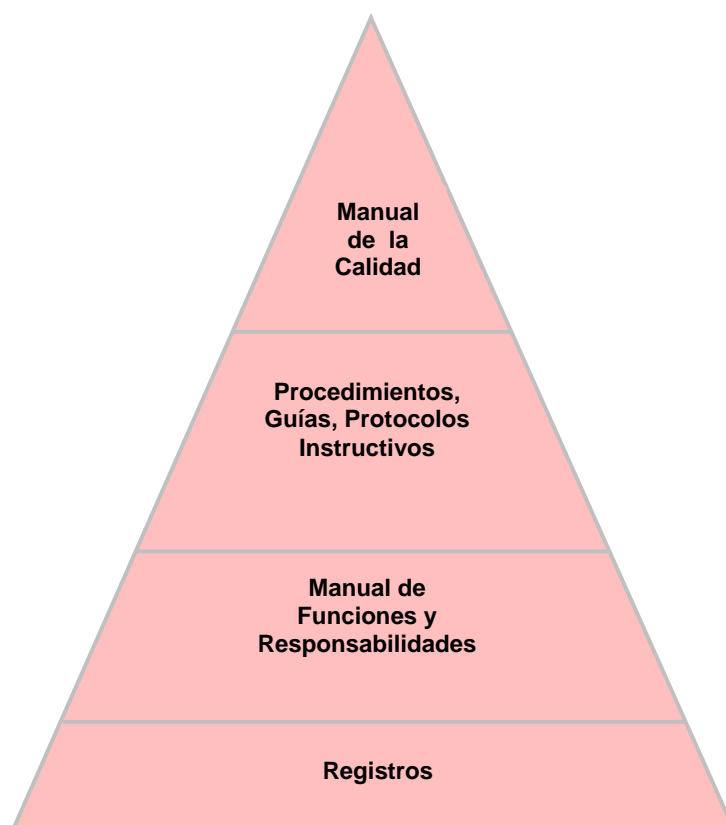 Manual
de la
Calidad
Procedimientos,
Guías, Protocolos
Instructivos
Manual de
Funciones y
Responsabilidades
Registros